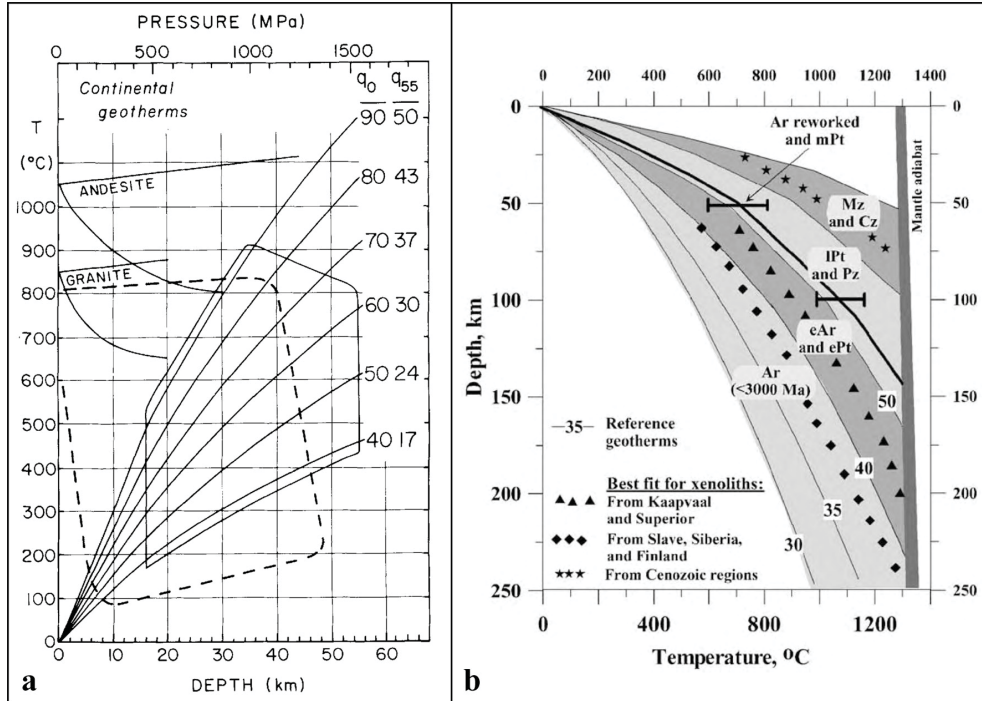 PRESSURE (MPa)
0 500 1000 1500
Continental
geotherms
q0 q55
90 50
80 43
70 37
60 30
50 24
40 17
T
(°C)
ANDESITE
1000
900
GRANITE
800
700
600
500
400
300
200
100
0
0 10 20 30 40 50 60
DEPTH (km)
a
0 400 600 800 1000 1200 1400
0 0
50 50
100 100
150 150
200 200
250 250
Depth, km
Ar reworked
and mPt
Mz
and Cz
Mantle adiabat
lPt
and Pz
eAr
and ePt
Ar
(<3000 Ma)
50
40
35
30
—35— Reference
geotherms
Best fit for xenoliths:
From Kaapvaal
and Superior
From Slave, Siberia,
and Finland
From Cenozoic regions
0 400 800 1200
Temperature, ºC
b